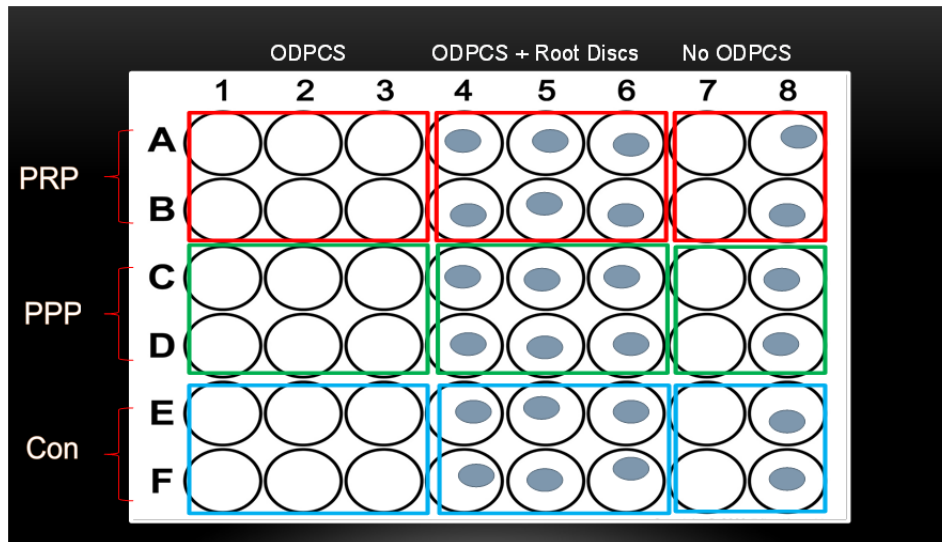 ODPCS ODPCS + Root Discs No ODPCS
1 2 3 4 5 6 7 8
A
PRP
B
C
PPP
D
E
Con
F